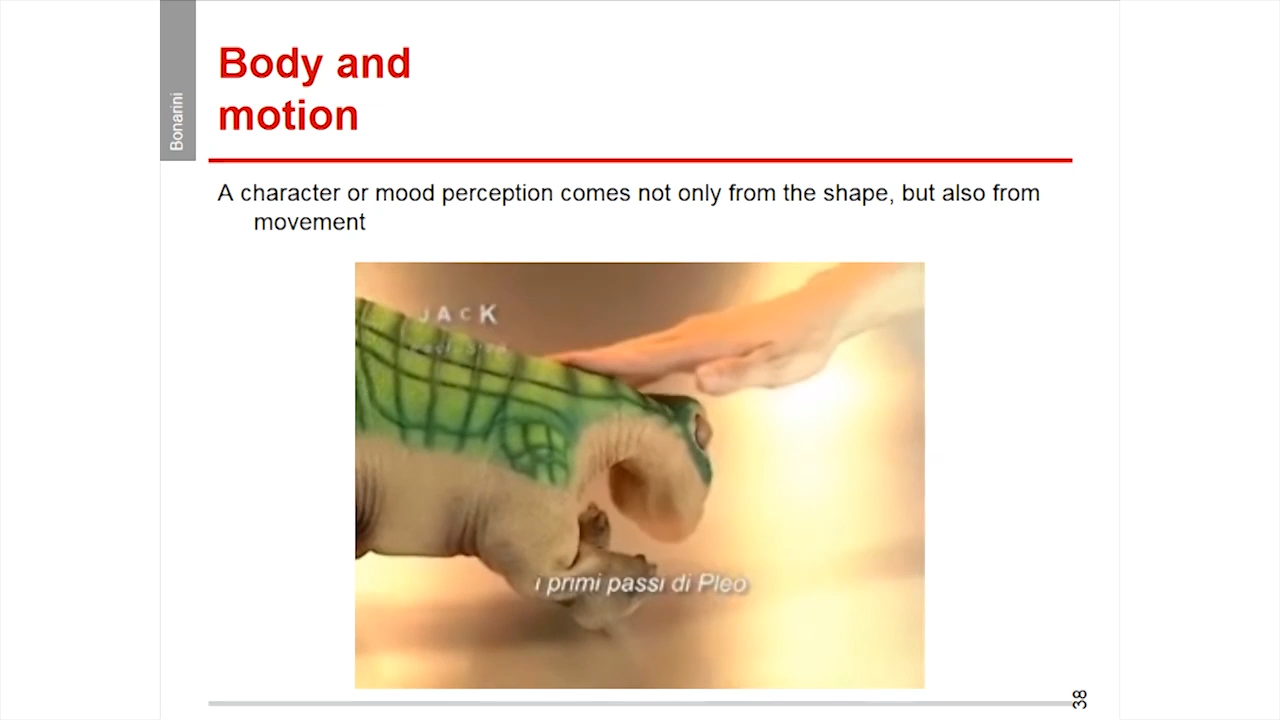 Bonarini
Body and
motion
A character or mood perception comes not only from the shape, but also from
movement
JACK
i primi passi di Pleo
38